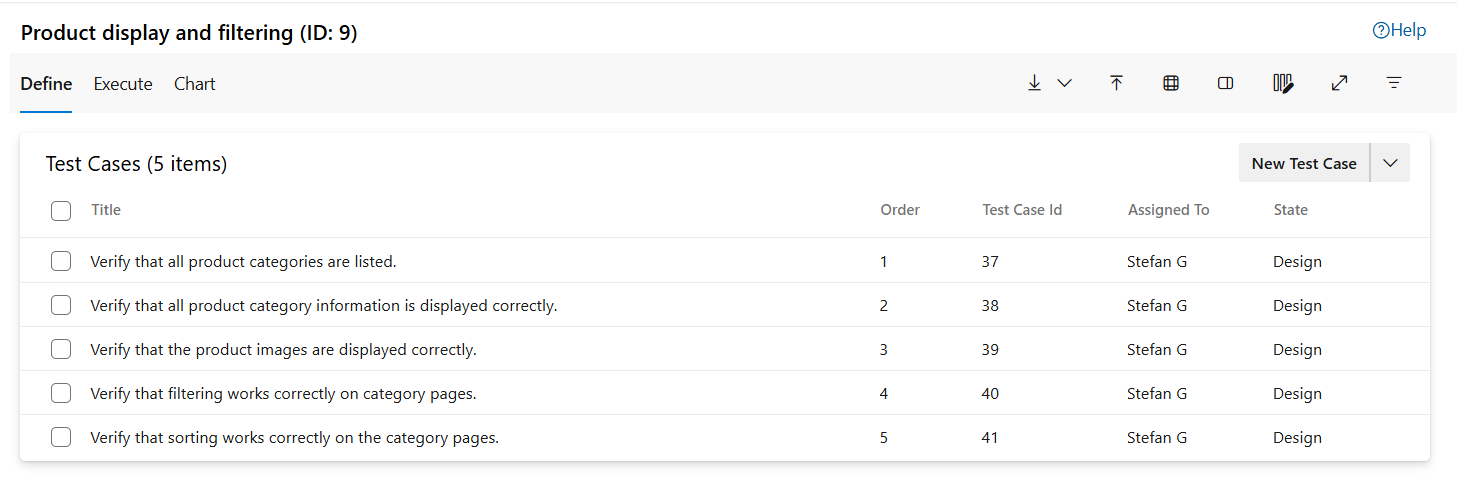 Product display and filtering (ID: 9)
Help
Define Execute Chart
Test Cases (5 items)
New Test Case
Title Order Test Case Id Assigned To State
Verify that all product categories are listed. 1 37 Stefan G Design
Verify that all product category information is displayed correctly. 2 38 Stefan G Design
Verify that the product images are displayed correctly. 3 39 Stefan G Design
Verify that filtering works correctly on category pages. 4 40 Stefan G Design
Verify that sorting works correctly on the category pages. 5 41 Stefan G Design